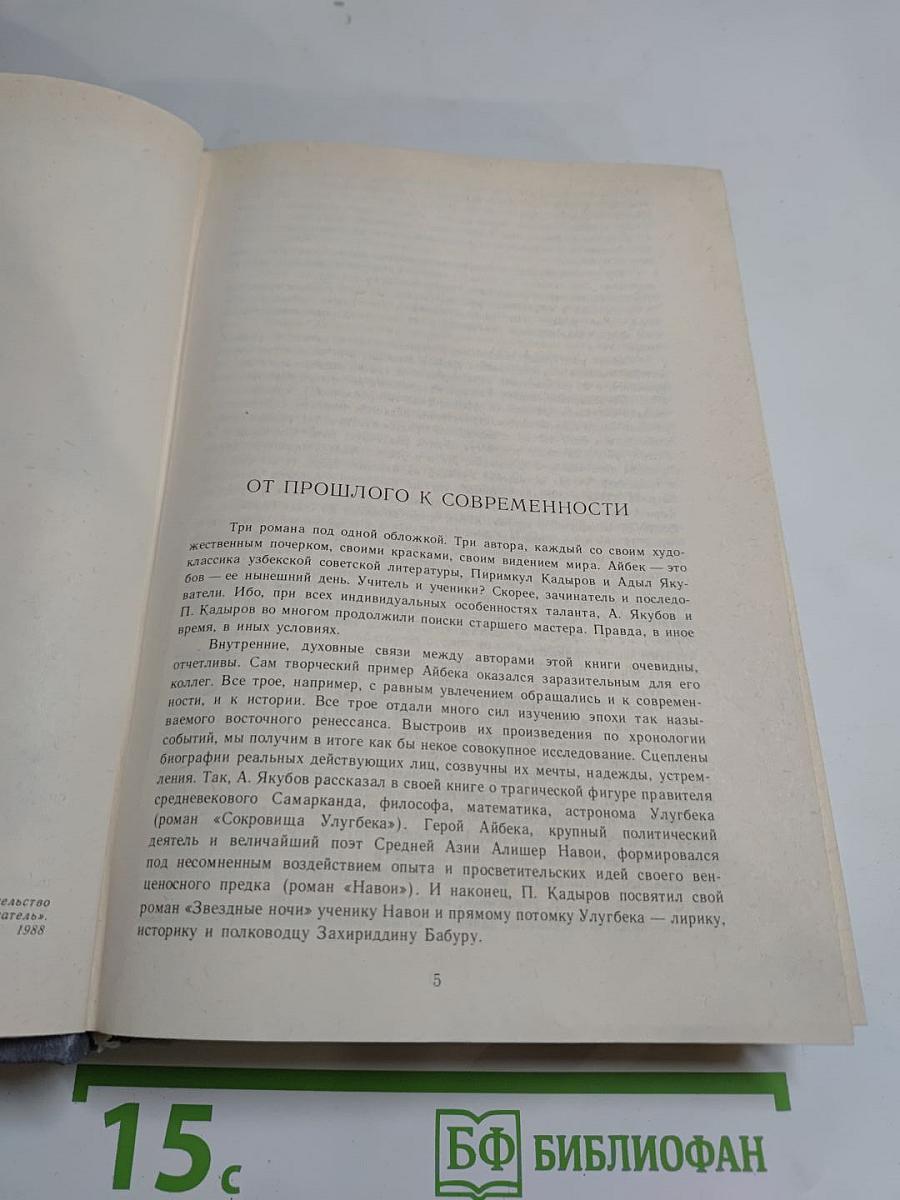 ельство
атель».
1988
ОТ ПРОШЛОГО К СОВРЕМЕННОСТИ
Три романа под одной обложкой. Три автора, каждый со своим худо-
жественным почерком, своими красками, своим видением мира. Айбек — это
классика узбекской советской литературы, Пиримкул Кадыров и Адыл Яку-
бов — ее нынешний день. Учитель и ученики? Скорее, зачинатель и последо-
ватели. Ибо, при всех индивидуальных особенностях таланта, А. Якубов и
П. Кадыров во многом продолжили поиски старшего мастера. Правда, в иное
время, в иных условиях.
Внутренние, духовные связи между авторами этой книги очевидны,
отчетливы. Сам творческий пример Айбека оказался заразительным для его
коллег. Все трое, например, с равным увлечением обращались и к современ-
ности, и к истории. Все трое отдали много сил изучению эпохи так назы-
ваемого восточного ренессанса. Выстроив их произведения по хронологии
событий, мы получим в итоге как бы некое совокупное исследование. Сцеплены
биографии реальных действующих лиц, созвучны их мечты, надежды, устрем-
ления. Так, А. Якубов рассказал в своей книге о трагической фигуре правителя
средневекового Самарканда, философа, математика, астронома Улугбека
(роман «Сокровища Улугбека»). Герой Айбека, крупный политический
деятель и величайший поэт Средней Азии Алишер Навои, формировался
под несомненным воздействием опыта и просветительских идей своего вен-
ценосного предка (роман «Навои»). И наконец, П. Кадыров посвятил свой
роман «Звездные ночи» ученику Навои и прямому потомку Улугбека — лирику,
историку и полководцу Захириддину Бабуру.
5
15 с
БФ БИБЛИОФАН